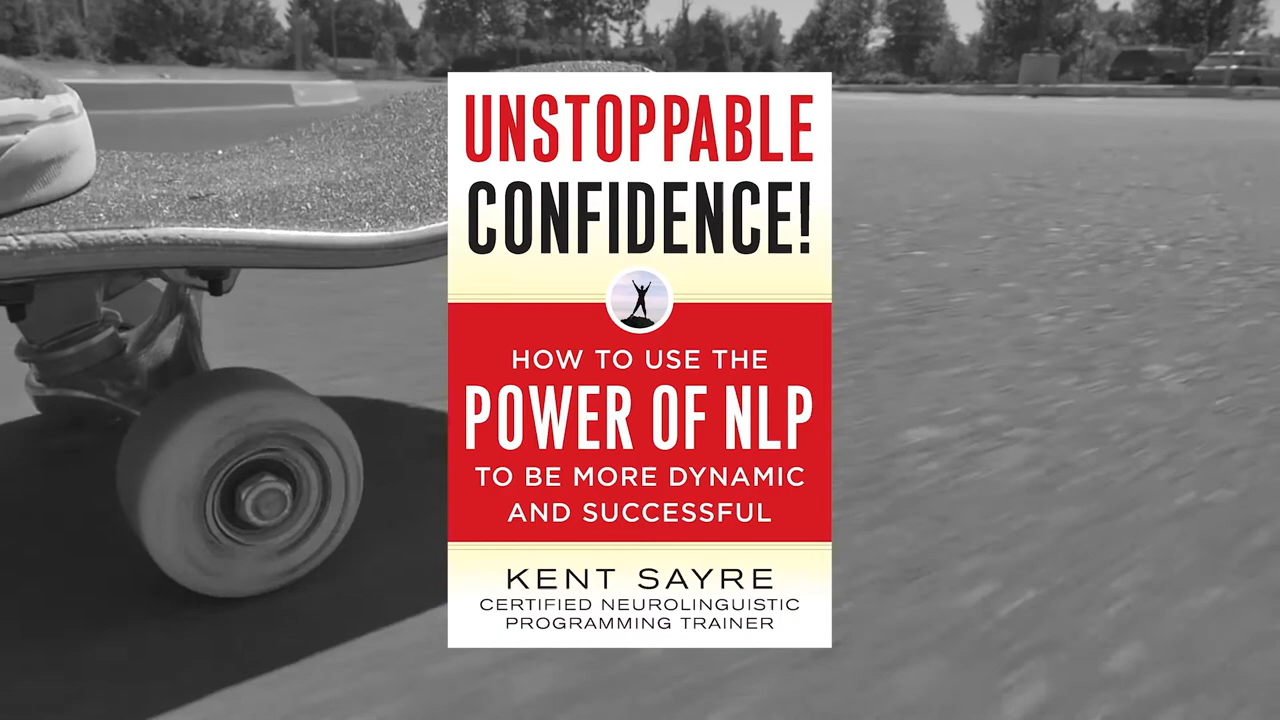 UNSTOPPABLE
CONFIDENCE!
HOW TO USE THE
POWER OF NLP
TO BE MORE DYNAMIC
AND SUCCESSFUL
KENT SAYRE
CERTIFIED NEUROLINGUISTIC
PROGRAMMING TRAINER